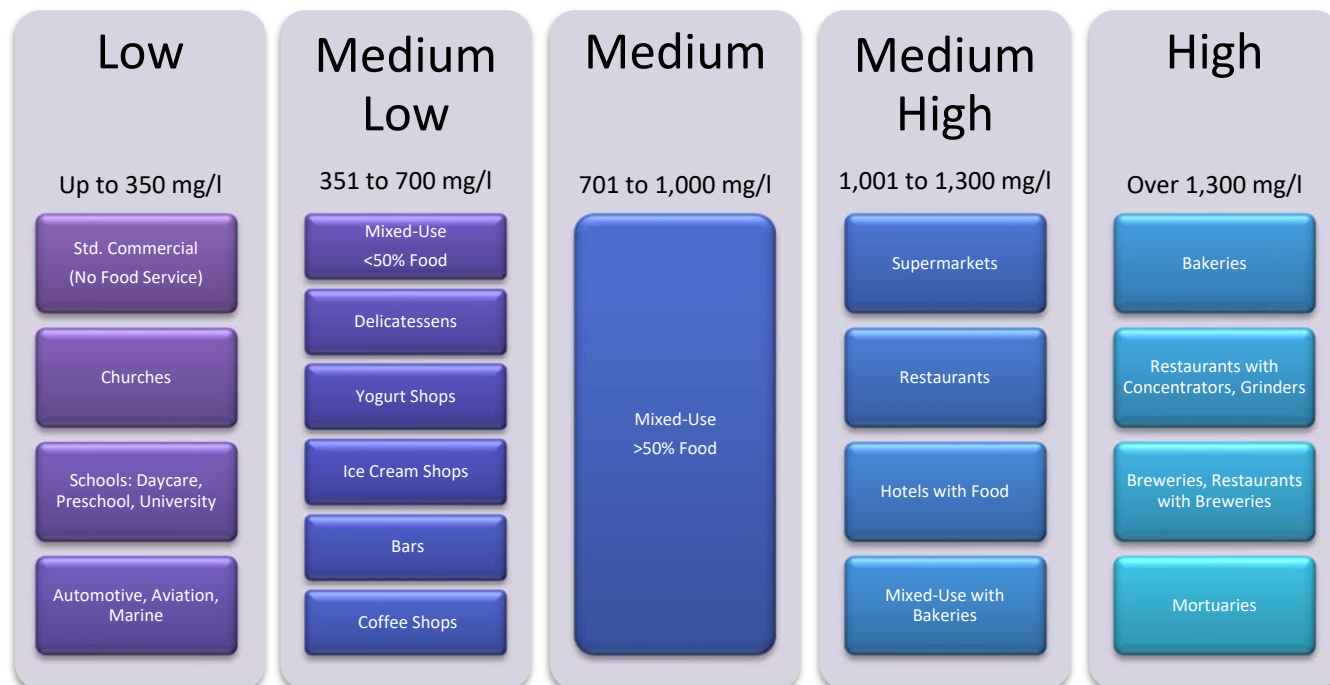 Low
Up to 350 mg/l
Std. Commercial
(No Food Service)
Churches
Schools: Daycare,
Preschool, University
Automotive, Aviation,
Marine
Medium
Low
351 to 700 mg/l
Mixed-Use
<50% Food
Delicatessens
Yogurt Shops
Ice Cream Shops
Bars
Coffee Shops
Medium
701 to 1,000 mg/l
Mixed-Use
>50% Food
Medium
High
1,001 to 1,300 mg/l
Supermarkets
Restaurants
Hotels with Food
Mixed-Use with
Bakeries
High
Over 1,300 mg/l
Bakeries
Restaurants with
Concentrators, Grinders
Breweries, Restaurants
with Breweries
Mortuaries